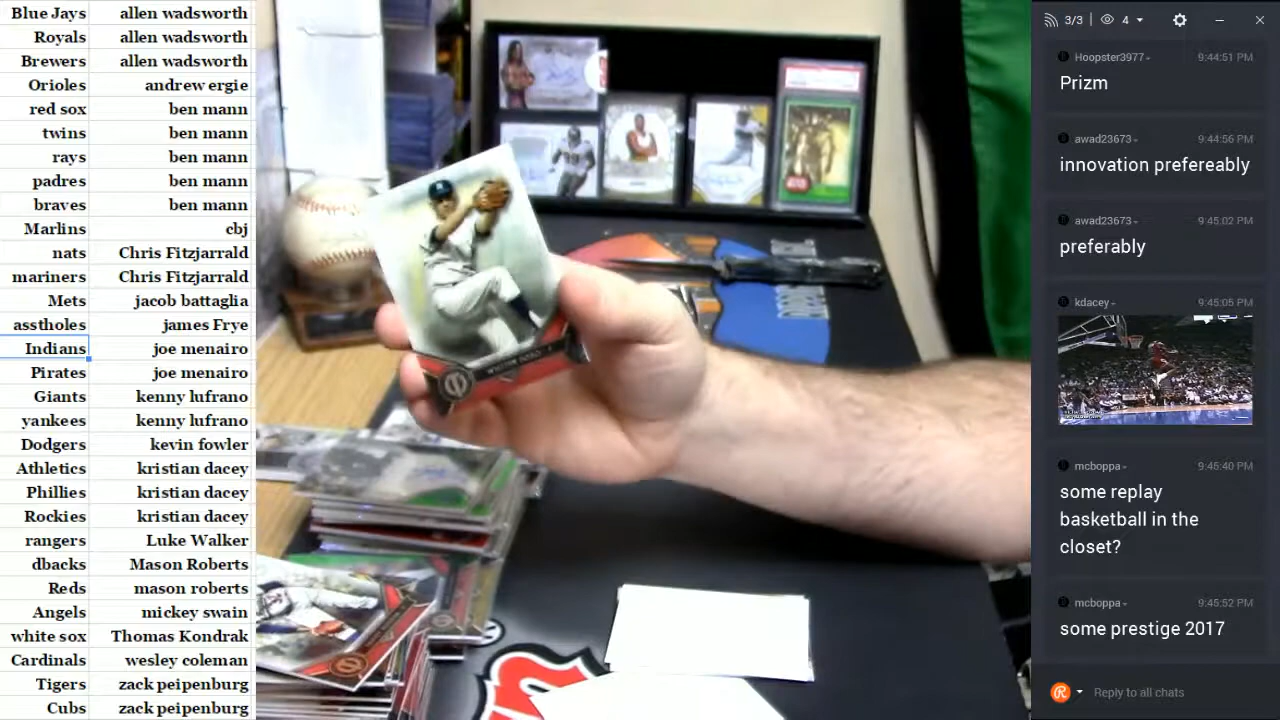 Blue Jays allen wadsworth
Royals allen wadsworth
Brewers allen wadsworth
Orioles andrew ergie
red sox ben mann
twins ben mann
rays ben mann
padres ben mann
braves ben mann
Marlins cbj
nats Chris Fitzjarrald
mariners Chris Fitzjarrald
Mets jacob battaglia
asstholes james Frye
Indians joe menairo
Pirates joe menairo
Giants kenny lufrano
yankees kenny lufrano
Dodgers kevin fowler
Athletics kristian dacey
Phillies kristian dacey
Rockies kristian dacey
rangers Luke Walker
dbacks Mason Roberts
Reds mason roberts
Angels mickey swain
white sox Thomas Kondrak
Cardinals wesley coleman
Tigers zack peipenburg
Cubs zack peipenburg
WHITEY FORD
3/3 4
Hoopster3977 9:44:51 PM
Prizm
awad23673 9:44:56 PM
innovation prefereably
awad23673 9:45:02 PM
preferably
kdacey 9:45:05 PM
mcboppa 9:45:40 PM
some replay
basketball in the
closet?
mcboppa 9:45:52 PM
some prestige 2017
Reply to all chats